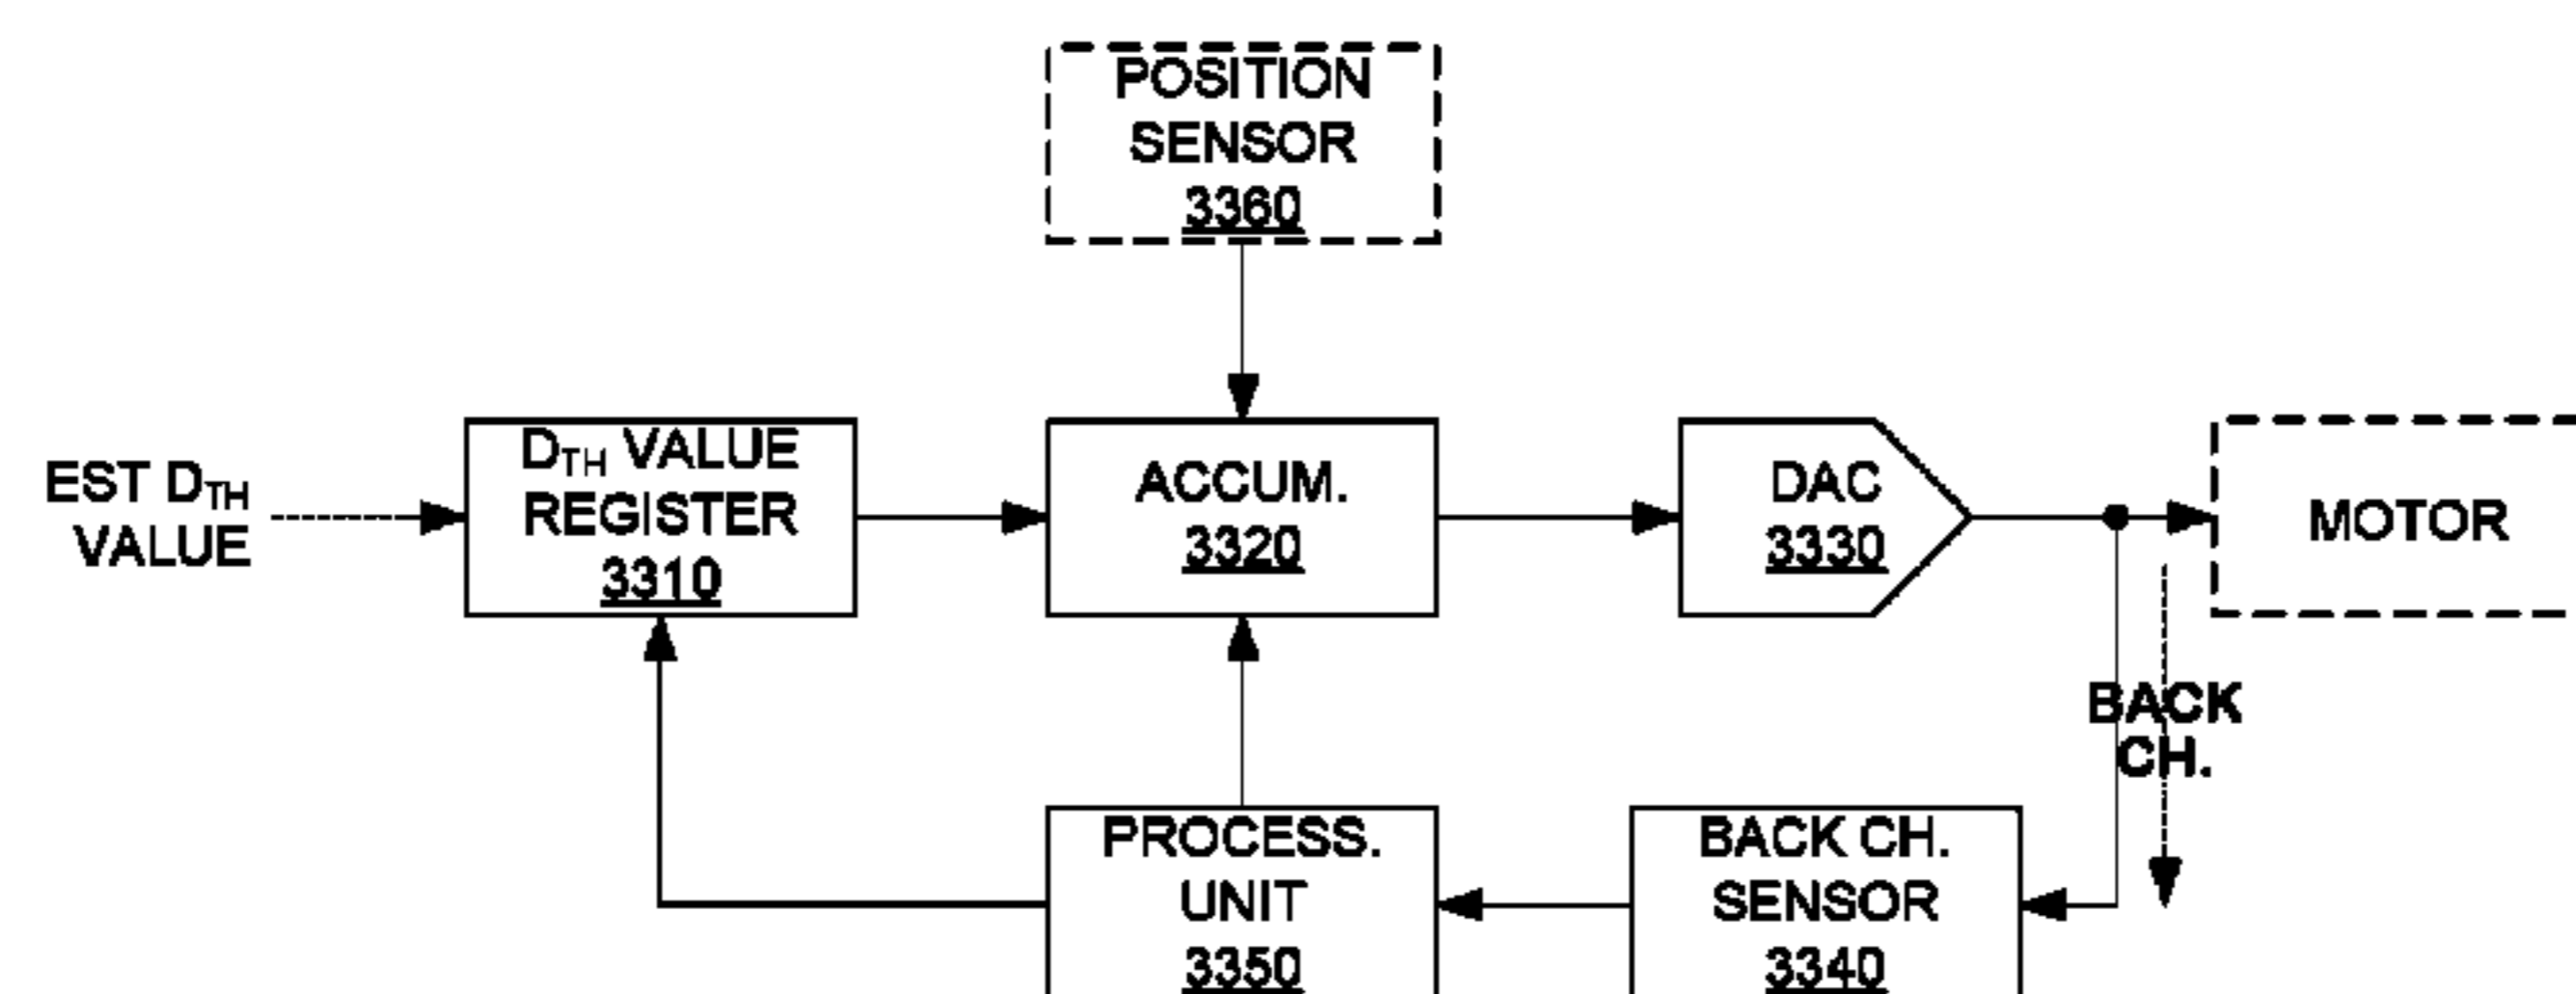 POSITION
SENSOR
3360
EST DTH
VALUE
DTH VALUE
REGISTER
3310
ACCUM.
3320
DAC
3330
MOTOR
BACK
CH.
PROCESS.
UNIT
3350
BACK CH.
SENSOR
3340